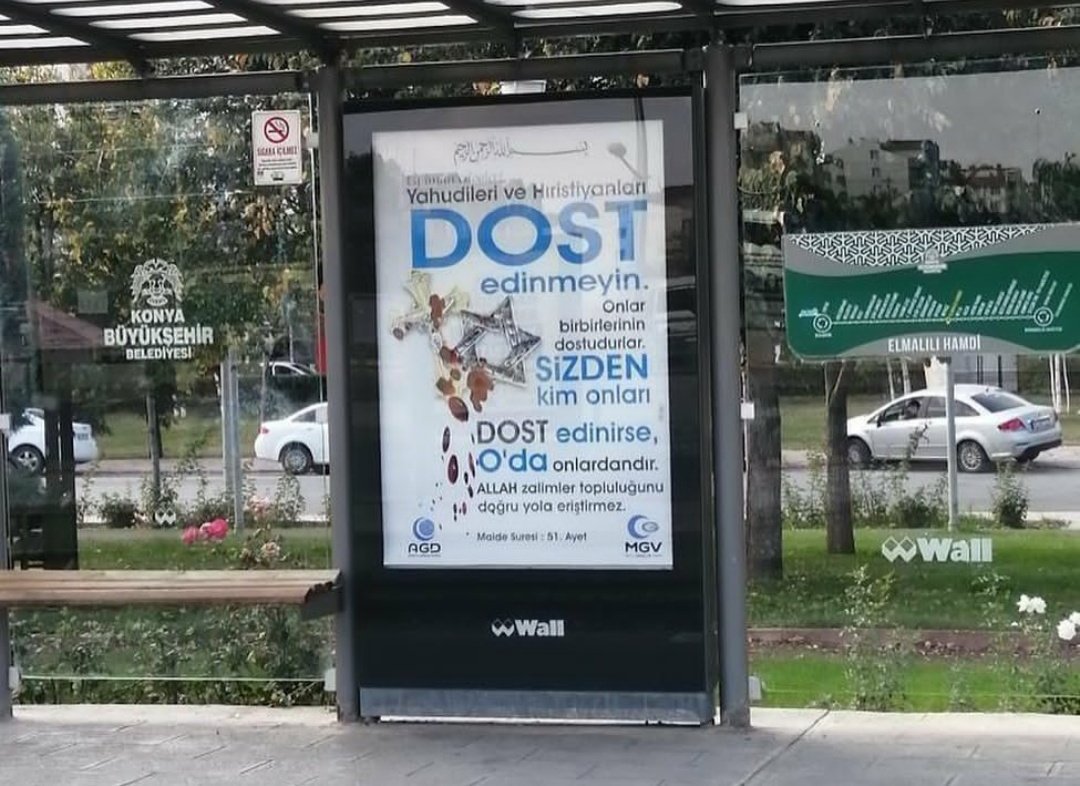 SİGARA İÇİLMEZ
بسم الله الرحمن الرحيم
Yahudileri ve Hıristiyanları
DOST
edinmeyin.
Onlar
birbirlerinin
dostudurlar.
SİZDEN
kim onları
DOST edinirse,
O'da onlardandır.
ALLAH zalimler topluluğunu
doğru yola eriştirmez.
AGD
Maide Suresi : 51. Ayet
MGV
Wall
KONYA
BÜYÜKŞEHİR
BELEDİYESİ
ELMALILI HAMDİ
Wall